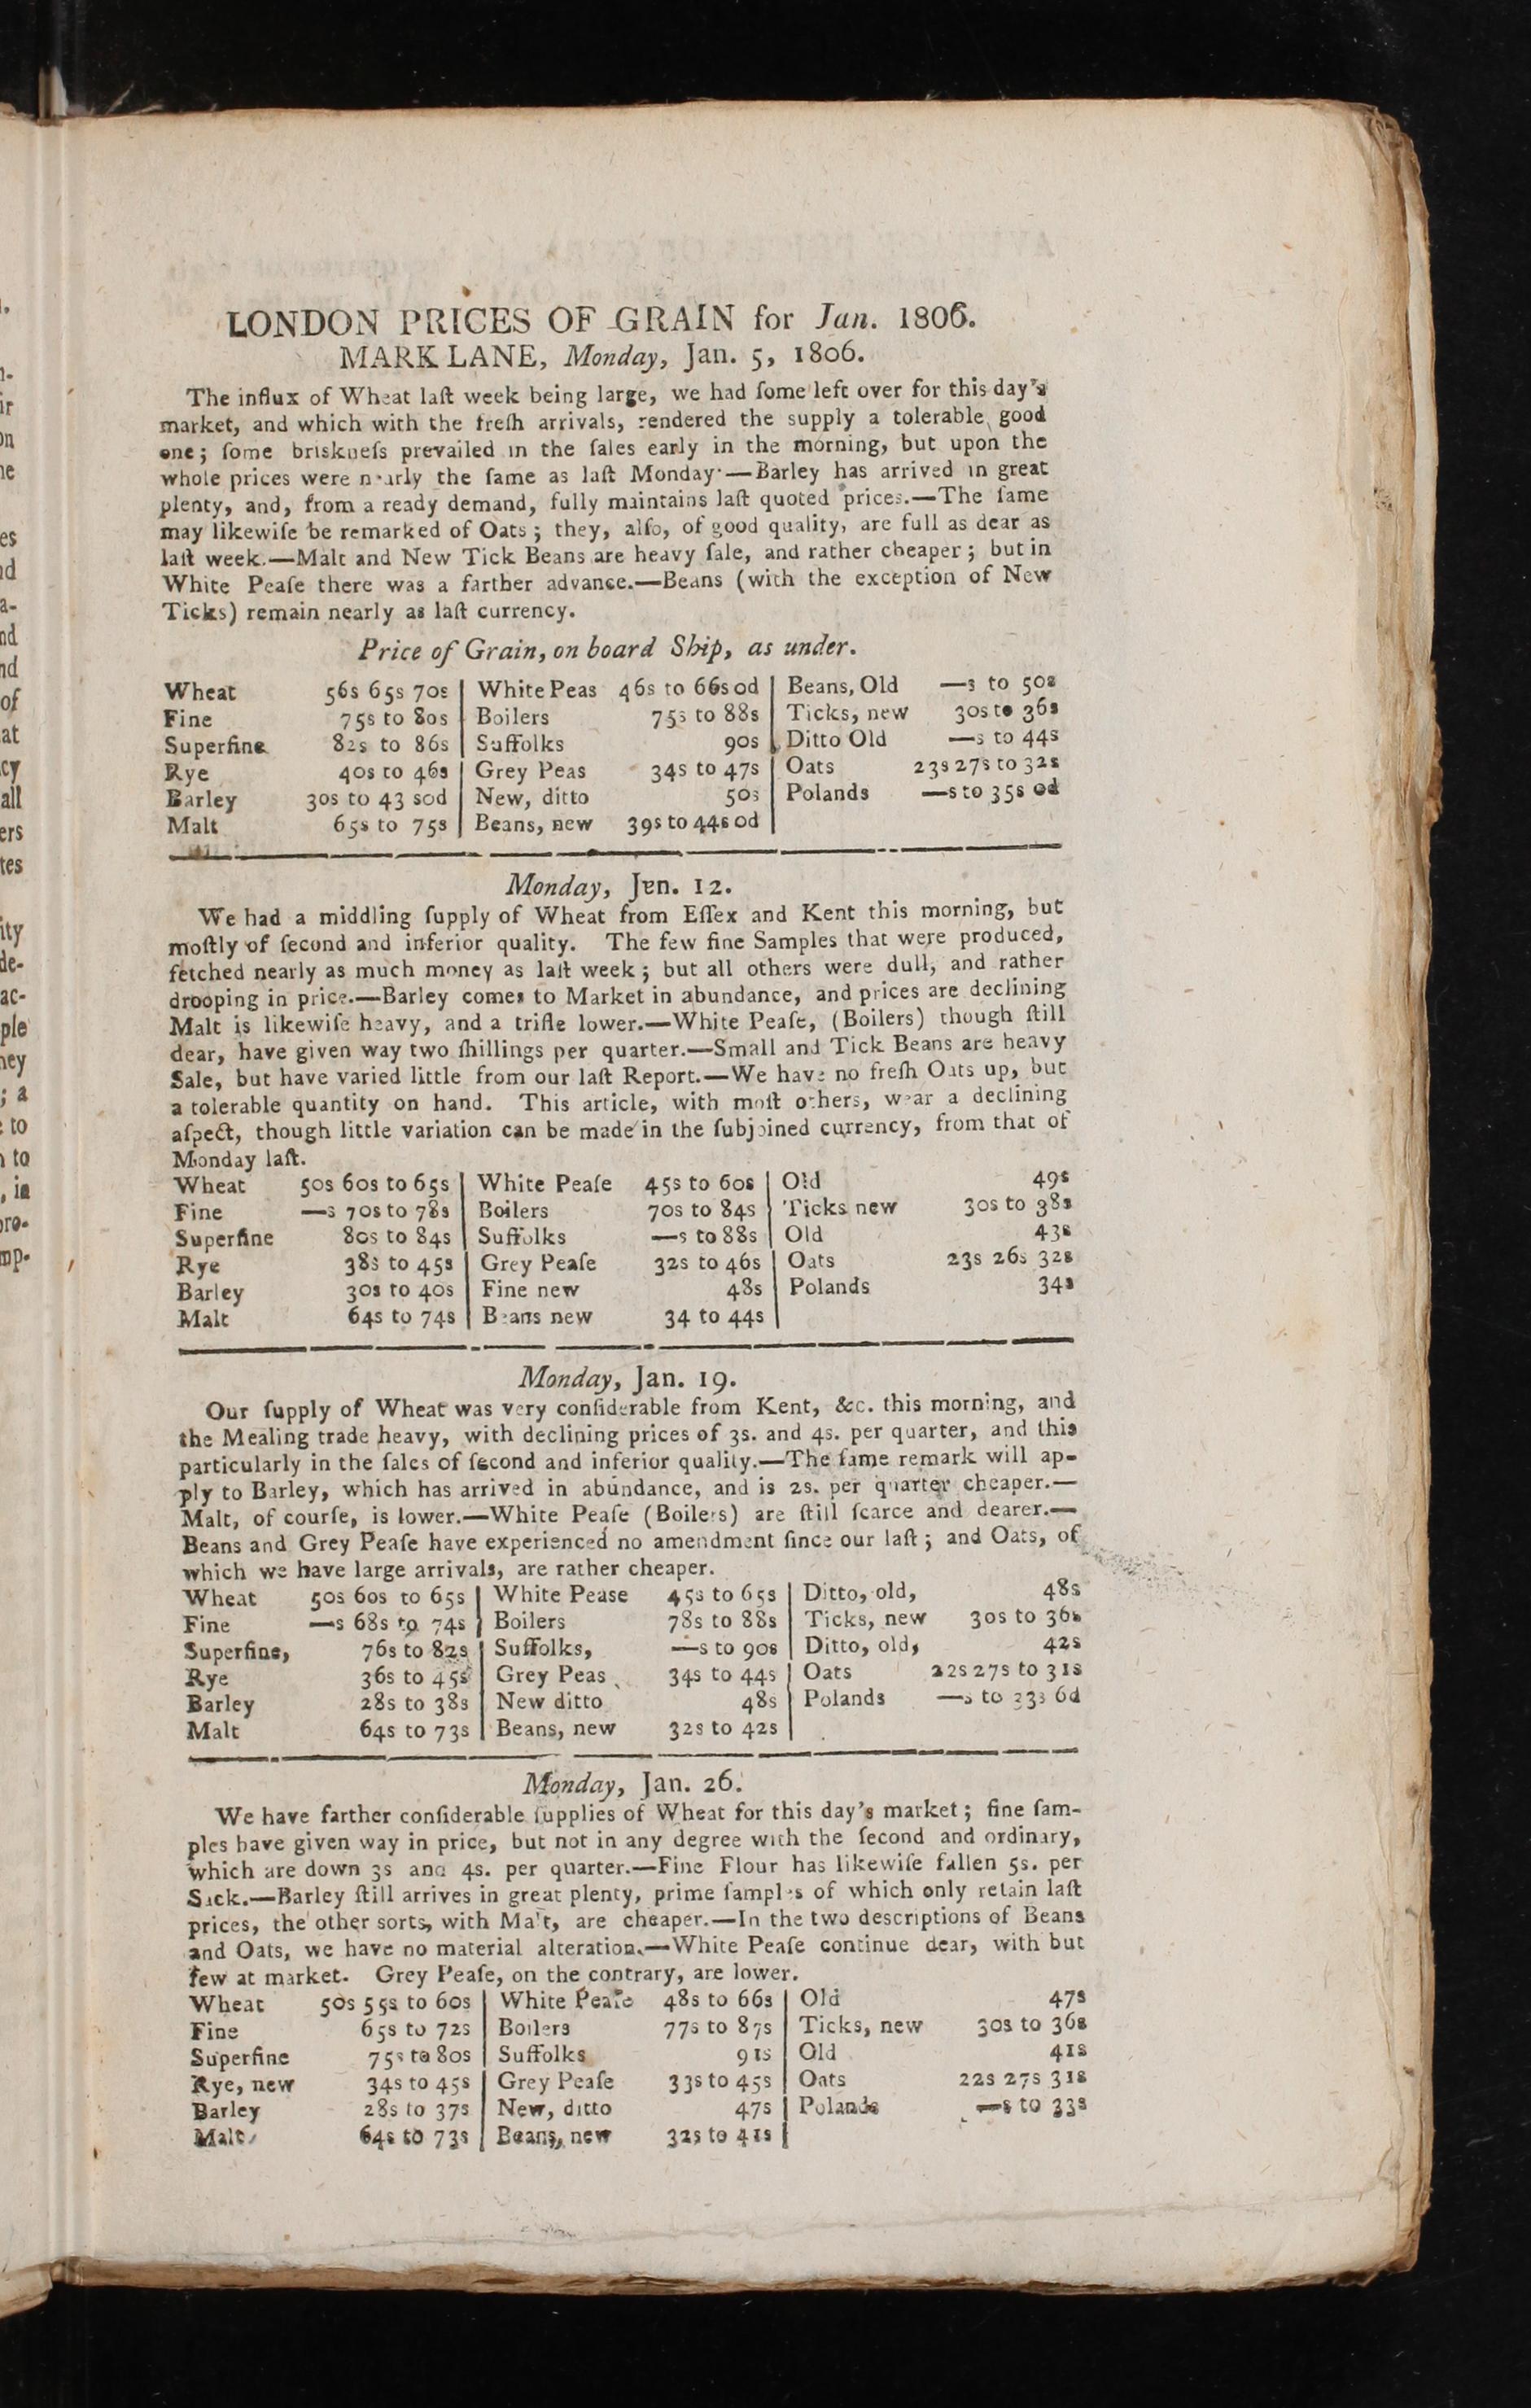 LONDON PRICES OF GRAIN for Jan. 1806.
MARK LANE, Monday, Jan. 5, 1806.
The influx of Wheat laſt week being large, we had ſome left over for this day's
market, and which with the freſh arrivals, rendered the supply a tolerable good
one; ſome briskneſs prevailed in the ſales early in the morning, but upon the
whole prices were nearly the ſame as laſt Monday.—Barley has arrived in great
plenty, and, from a ready demand, fully maintains laſt quoted prices.—The ſame
may likewiſe be remarked of Oats; they, alſo, of good quality, are full as dear as
laſt week.—Malt and New Tick Beans are heavy ſale, and rather cheaper; but in
White Peaſe there was a farther advance.—Beans (with the exception of New
Ticks) remain nearly as laſt currency.
Price of Grain, on board Ship, as under.
Wheat 56s 65s 70s | White Peas 46s to 66s 0d | Beans, Old —s to 50s
Fine 75s to 80s | Boilers 75s to 88s | Ticks, new 30s to 36s
Superfine 82s to 86s | Suffolks 90s | Ditto Old —s to 44s
Rye 40s to 46s | Grey Peas 34s to 47s | Oats 23s 27s to 32s
Barley 30s to 43 s0d | New, ditto 50s | Polands —s to 35s 0d
Malt 65s to 75s | Beans, new 39s to 44s 0d |
Monday, Jen. 12.
We had a middling ſupply of Wheat from Eſſex and Kent this morning, but
moſtly of ſecond and inferior quality. The few fine Samples that were produced,
fetched nearly as much money as laſt week; but all others were dull, and rather
drooping in price.—Barley comes to Market in abundance, and prices are declining
Malt is likewiſe heavy, and a trifle lower.—White Peaſe, (Boilers) though ſtill
dear, have given way two ſhillings per quarter.—Small and Tick Beans are heavy
Sale, but have varied little from our laſt Report.—We have no freſh Oats up, but
a tolerable quantity on hand. This article, with moſt others, wear a declining
aſpect, though little variation can be made in the ſubjoined currency, from that of
Monday laſt.
Wheat 50s 60s to 65s | White Peaſe 45s to 60s | Old 49s
Fine —s 70s to 78s | Boilers 70s to 84s | Ticks new 30s to 38s
Superfine 80s to 84s | Suffolks —s to 88s | Old 43s
Rye 38s to 45s | Grey Peaſe 32s to 46s | Oats 23s 26s 32s
Barley 30s to 40s | Fine new 48s | Polands 34s
Malt 64s to 74s | Beans new 34 to 44s |
Monday, Jan. 19.
Our ſupply of Wheat was very conſiderable from Kent, &c. this morning, and
the Mealing trade heavy, with declining prices of 3s. and 4s. per quarter, and this
particularly in the ſales of ſecond and inferior quality.—The ſame remark will ap-
ply to Barley, which has arrived in abundance, and is 2s. per quarter cheaper.—
Malt, of courſe, is lower.—White Peaſe (Boilers) are ſtill ſcarce and dearer.—
Beans and Grey Peaſe have experienced no amendment ſince our laſt; and Oats, of
which we have large arrivals, are rather cheaper.
Wheat 50s 60s to 65s | White Pease 45s to 65s | Ditto, old, 48s
Fine —s 68s to 74s | Boilers 78s to 88s | Ticks, new 30s to 36s
Superfine, 76s to 82s | Suffolks, —s to 90s | Ditto, old, 42s
Rye 36s to 45s | Grey Peas 34s to 44s | Oats 22s 27s to 31s
Barley 28s to 38s | New ditto 48s | Polands —s to 33s 6d
Malt 64s to 73s | Beans, new 32s to 42s |
Monday, Jan. 26.
We have farther conſiderable ſupplies of Wheat for this day's market; fine ſam-
ples have given way in price, but not in any degree with the ſecond and ordinary,
which are down 3s and 4s. per quarter.—Fine Flour has likewiſe fallen 5s. per
Sack.—Barley ſtill arrives in great plenty, prime ſamples of which only retain laſt
prices, the other sorts, with Malt, are cheaper.—In the two descriptions of Beans
and Oats, we have no material alteration.—White Peaſe continue dear, with but
few at market. Grey Peaſe, on the contrary, are lower.
Wheat 50s 55s to 60s | White Peaſe 48s to 66s | Old 47s
Fine 65s to 72s | Boilers 77s to 87s | Ticks, new 30s to 36s
Superfine 75s to 80s | Suffolks 91s | Old 41s
Rye, new 34s to 45s | Grey Peaſe 33s to 45s | Oats 22s 27s 31s
Barley 28s to 37s | New, ditto 47s | Polands —s to 33s
Malt 64s to 73s | Beans, new 32s to 41s |